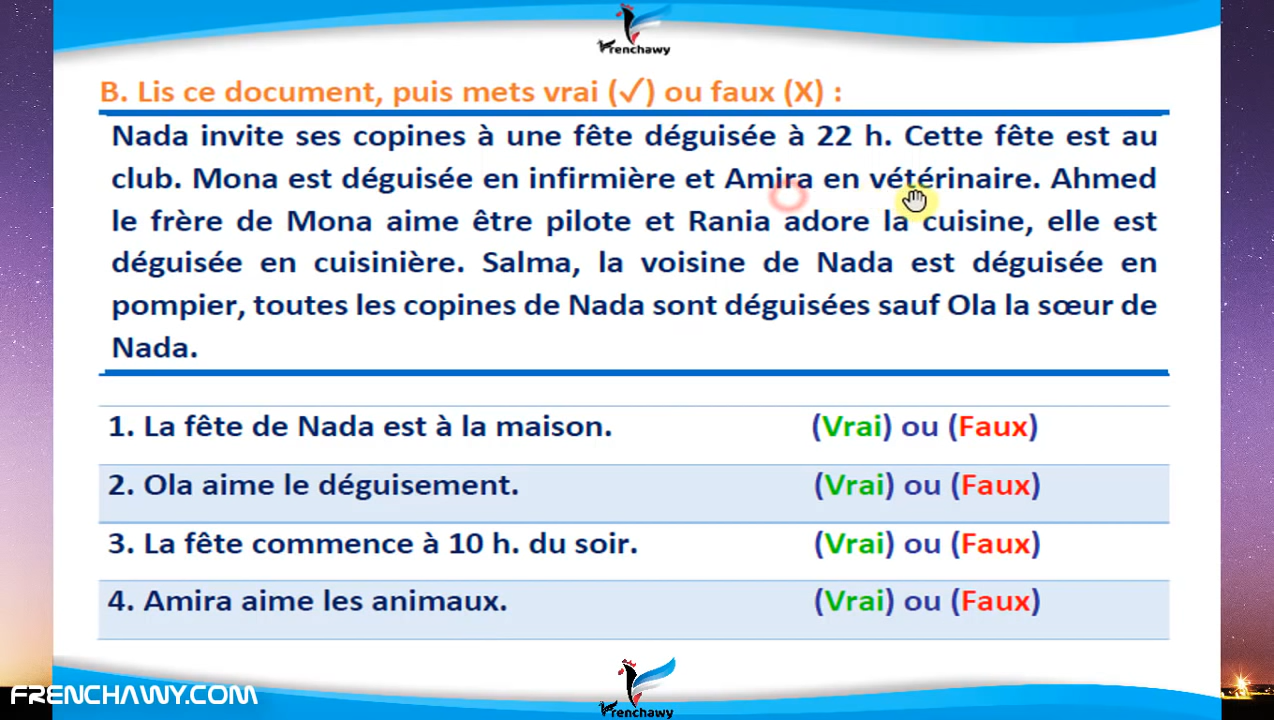 Frenchawy
B. Lis ce document, puis mets vrai (✓) ou faux (X) :
Nada invite ses copines à une fête déguisée à 22 h. Cette fête est au
club. Mona est déguisée en infirmière et Amira en vétérinaire. Ahmed
le frère de Mona aime être pilote et Rania adore la cuisine, elle est
déguisée en cuisinière. Salma, la voisine de Nada est déguisée en
pompier, toutes les copines de Nada sont déguisées sauf Ola la sœur de
Nada.
1. La fête de Nada est à la maison. (Vrai) ou (Faux)
2. Ola aime le déguisement. (Vrai) ou (Faux)
3. La fête commence à 10 h. du soir. (Vrai) ou (Faux)
4. Amira aime les animaux. (Vrai) ou (Faux)
FRENCHAWY.COM
Frenchawy